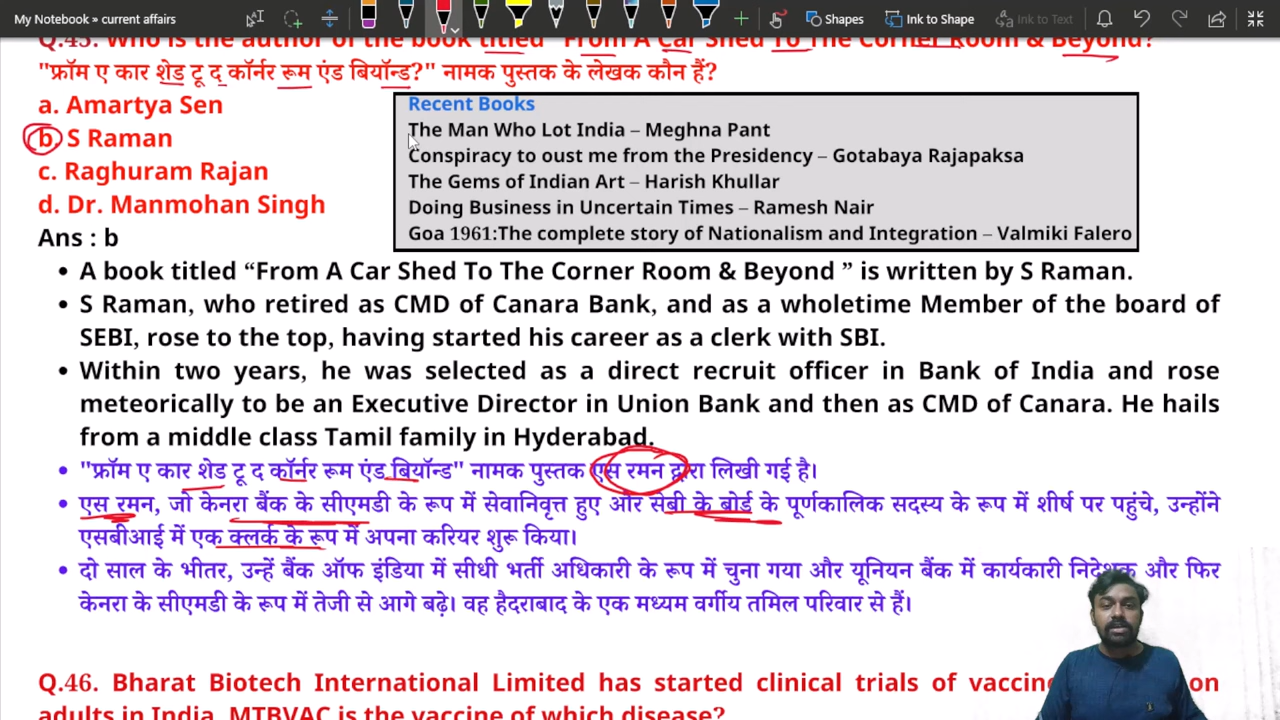 My Notebook » current affairs
Shapes
Ink to Shape
Ink to Text
Q.45. Who is the author of the book titled "From A Car Shed To The Corner Room & Beyond?
"फ्रॉम ए कार शेड टू द कॉर्नर रूम एंड बियॉन्ड?" नामक पुस्तक के लेखक कौन हैं?
a. Amartya Sen
b. S Raman
c. Raghuram Rajan
d. Dr. Manmohan Singh
Ans : b
Recent Books
The Man Who Lot India – Meghna Pant
Conspiracy to oust me from the Presidency – Gotabaya Rajapaksa
The Gems of Indian Art – Harish Khullar
Doing Business in Uncertain Times – Ramesh Nair
Goa 1961:The complete story of Nationalism and Integration – Valmiki Falero
• A book titled “From A Car Shed To The Corner Room & Beyond ” is written by S Raman.
• S Raman, who retired as CMD of Canara Bank, and as a wholetime Member of the board of
SEBI, rose to the top, having started his career as a clerk with SBI.
• Within two years, he was selected as a direct recruit officer in Bank of India and rose
meteorically to be an Executive Director in Union Bank and then as CMD of Canara. He hails
from a middle class Tamil family in Hyderabad.
• "फ्रॉम ए कार शेड टू द कॉर्नर रूम एंड बियॉन्ड" नामक पुस्तक एस रमन द्वारा लिखी गई है।
• एस रमन, जो केनरा बैंक के सीएमडी के रूप में सेवानिवृत्त हुए और सेबी के बोर्ड के पूर्णकालिक सदस्य के रूप में शीर्ष पर पहुंचे, उन्होंने
एसबीआई में एक क्लर्क के रूप में अपना करियर शुरू किया।
• दो साल के भीतर, उन्हें बैंक ऑफ इंडिया में सीधी भर्ती अधिकारी के रूप में चुना गया और यूनियन बैंक में कार्यकारी निदेशक और फिर
केनरा के सीएमडी के रूप में तेजी से आगे बढ़े। वह हैदराबाद के एक मध्यम वर्गीय तमिल परिवार से हैं।
Q.46. Bharat Biotech International Limited has started clinical trials of on
adults in India. MTBVAC is the vaccine of which disease?